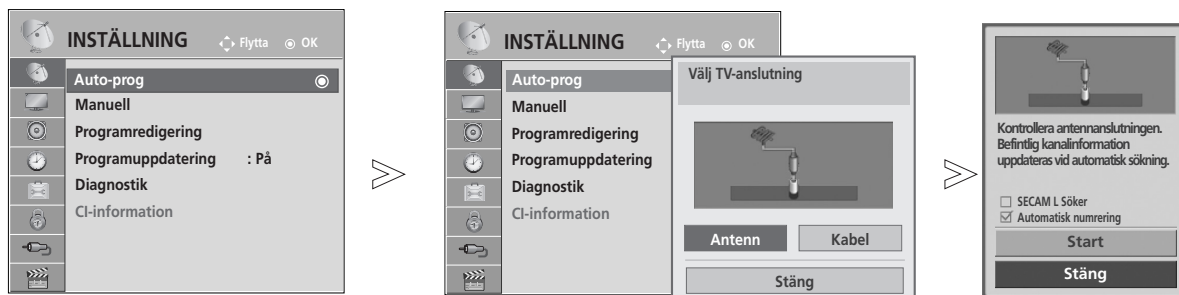 INSTÄLLNING Flytta OK
Auto-prog
Manuell
Programredigering
Programuppdatering : På
Diagnostik
CI-information
INSTÄLLNING Flytta OK
Auto-prog
Manuell
Programredigering
Programuppdatering
Diagnostik
CI-information
Välj TV-anslutning
Antenn Kabel
Stäng
Kontrollera antennanslutningen.
Befintlig kanalinformation
uppdateras vid automatisk sökning.
SECAM L Söker
Automatisk numrering
Start
Stäng